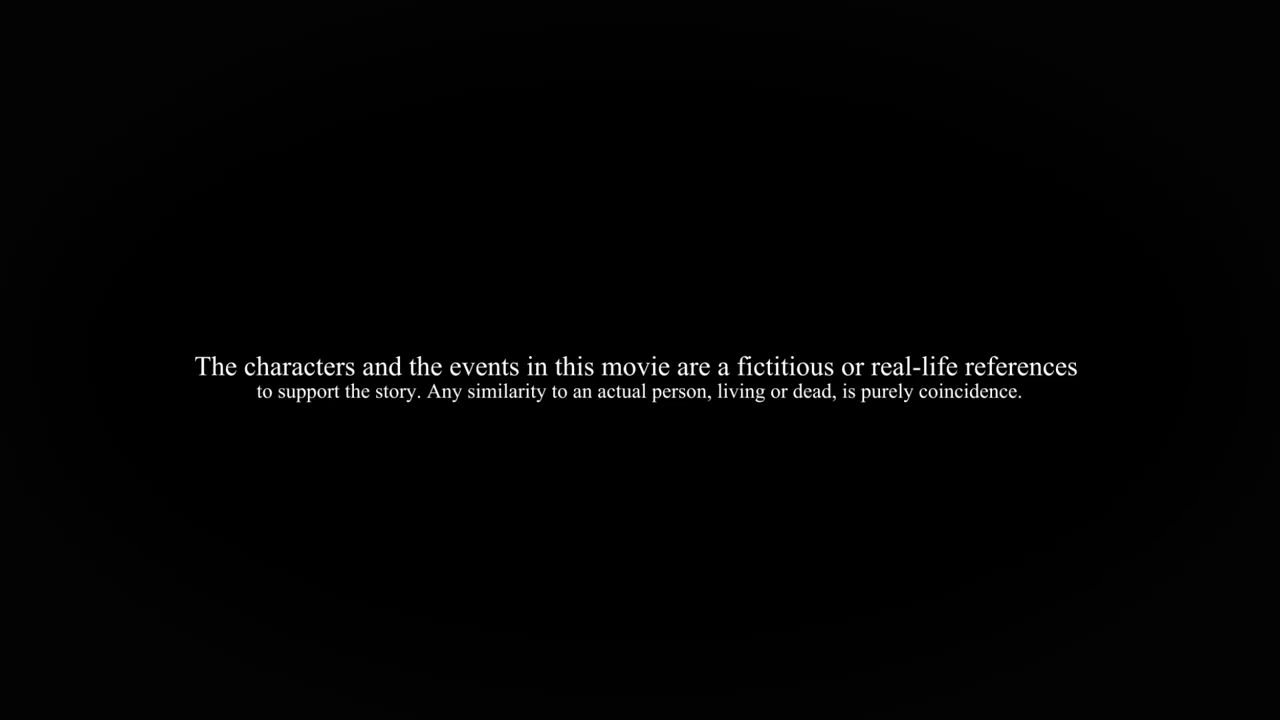 The characters and the events in this movie are a fictitious or real-life references
to support the story. Any similarity to an actual person, living or dead, is purely coincidence.